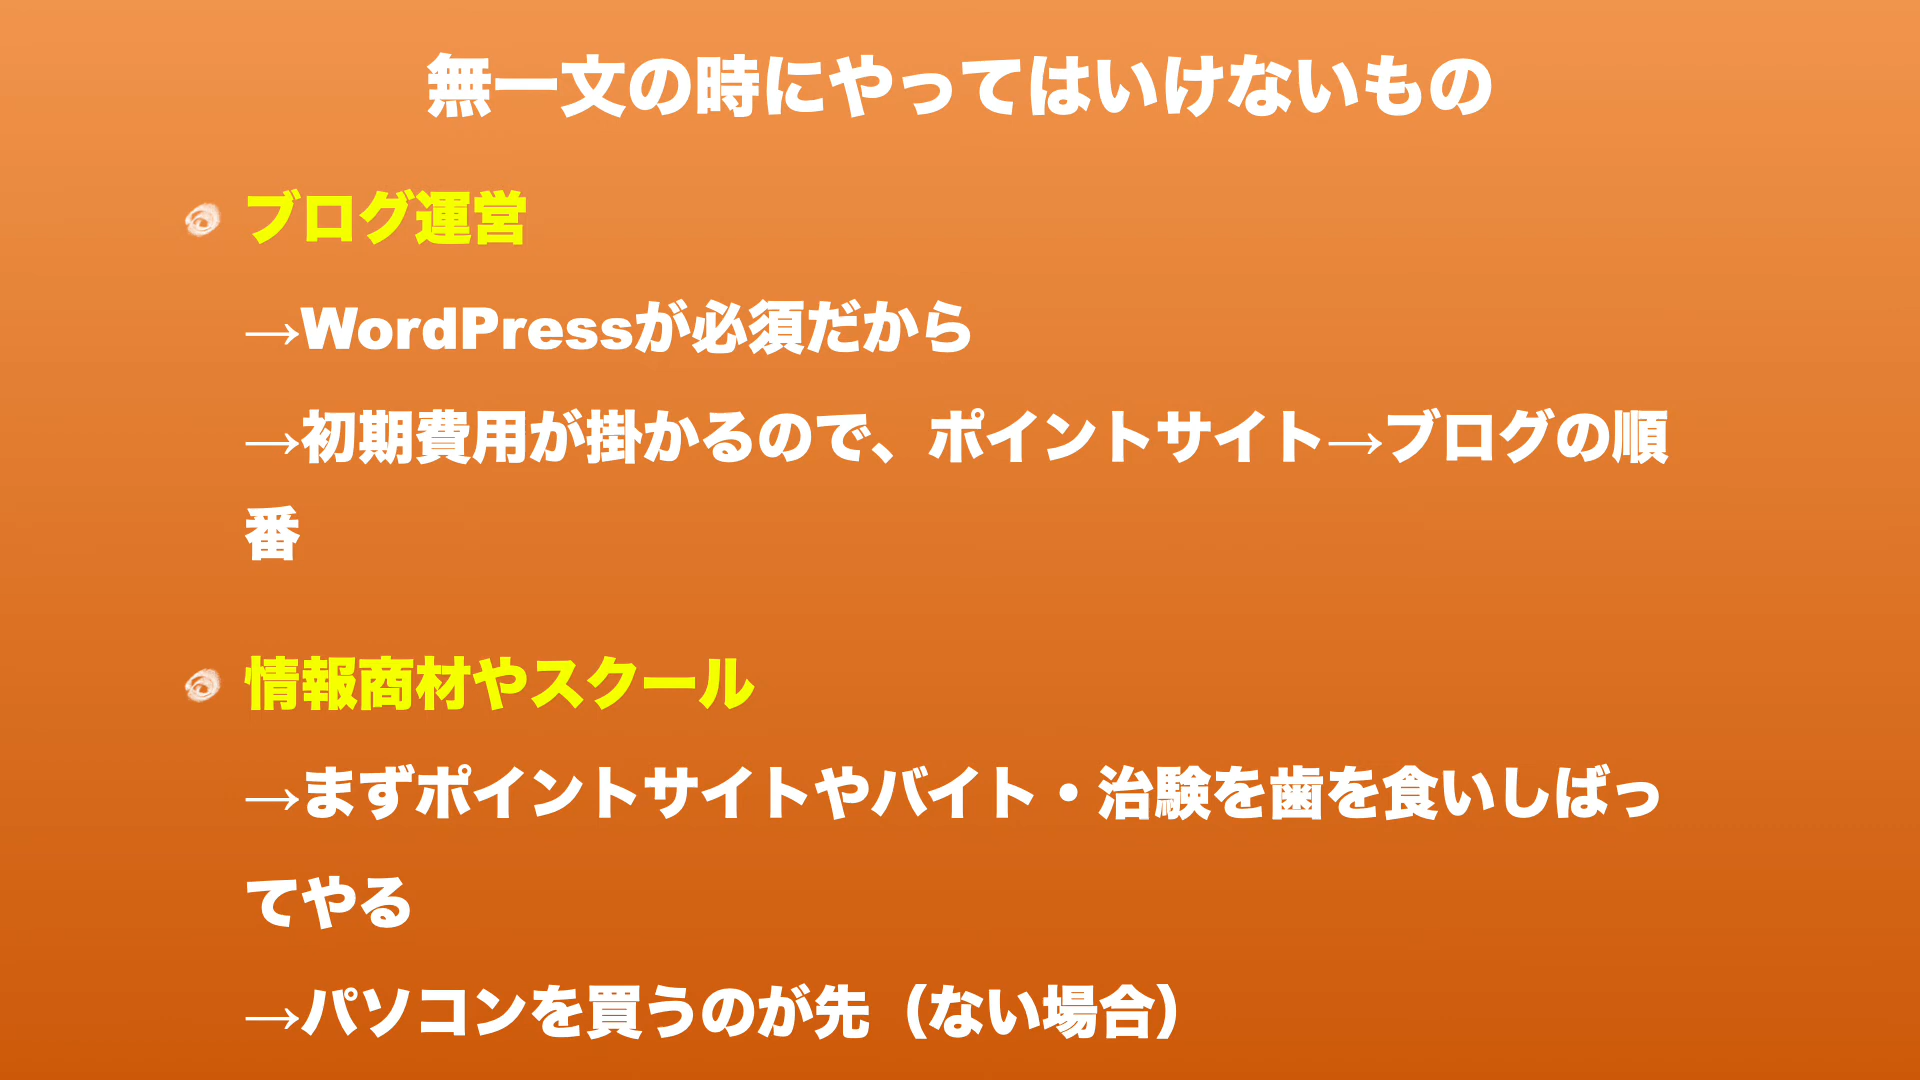 無一文の時にやってはいけないもの
ブログ運営
→WordPressが必須だから
→初期費用が掛かるので、ポイントサイト→ブログの順
番
情報商材やスクール
→まずポイントサイトやバイト・治験を歯を食いしばっ
てやる
→パソコンを買うのが先（ない場合）